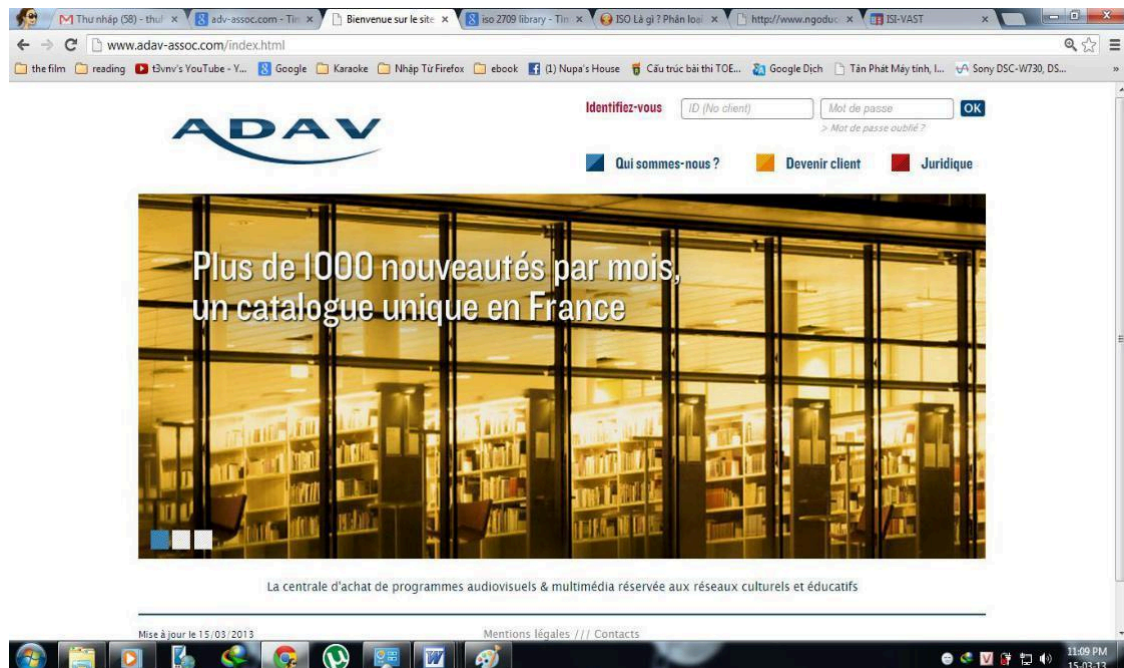 Thư nháp (58) - thuf
adv-assoc.com - Tìm
Bienvenue sur le site
iso 2709 library - Tìm
ISO Là gì ? Phân loại
http://www.ngoduc
ISI-VAST
www.adav-assoc.com/index.html
the film
reading
t3vnv's YouTube - Y...
Google
Karaoke
Nhập Từ Firefox
ebook
(1) Nupa's House
Cấu trúc bài thi TOE...
Google Dịch
Tân Phát Máy tính, l...
Sony DSC-W730, DS...
»
ADAV
Identifiez-vous
ID (No client)
Mot de passe
OK
> Mot de passe oublié ?
Qui sommes-nous ?
Devenir client
Juridique
Plus de 1000 nouveautés par mois,
un catalogue unique en France
La centrale d'achat de programmes audiovisuels & multimédia réservée aux réseaux culturels et éducatifs
Mise à jour le 15/03/2013
Mentions légales /// Contacts
11:09 PM
15-03-13